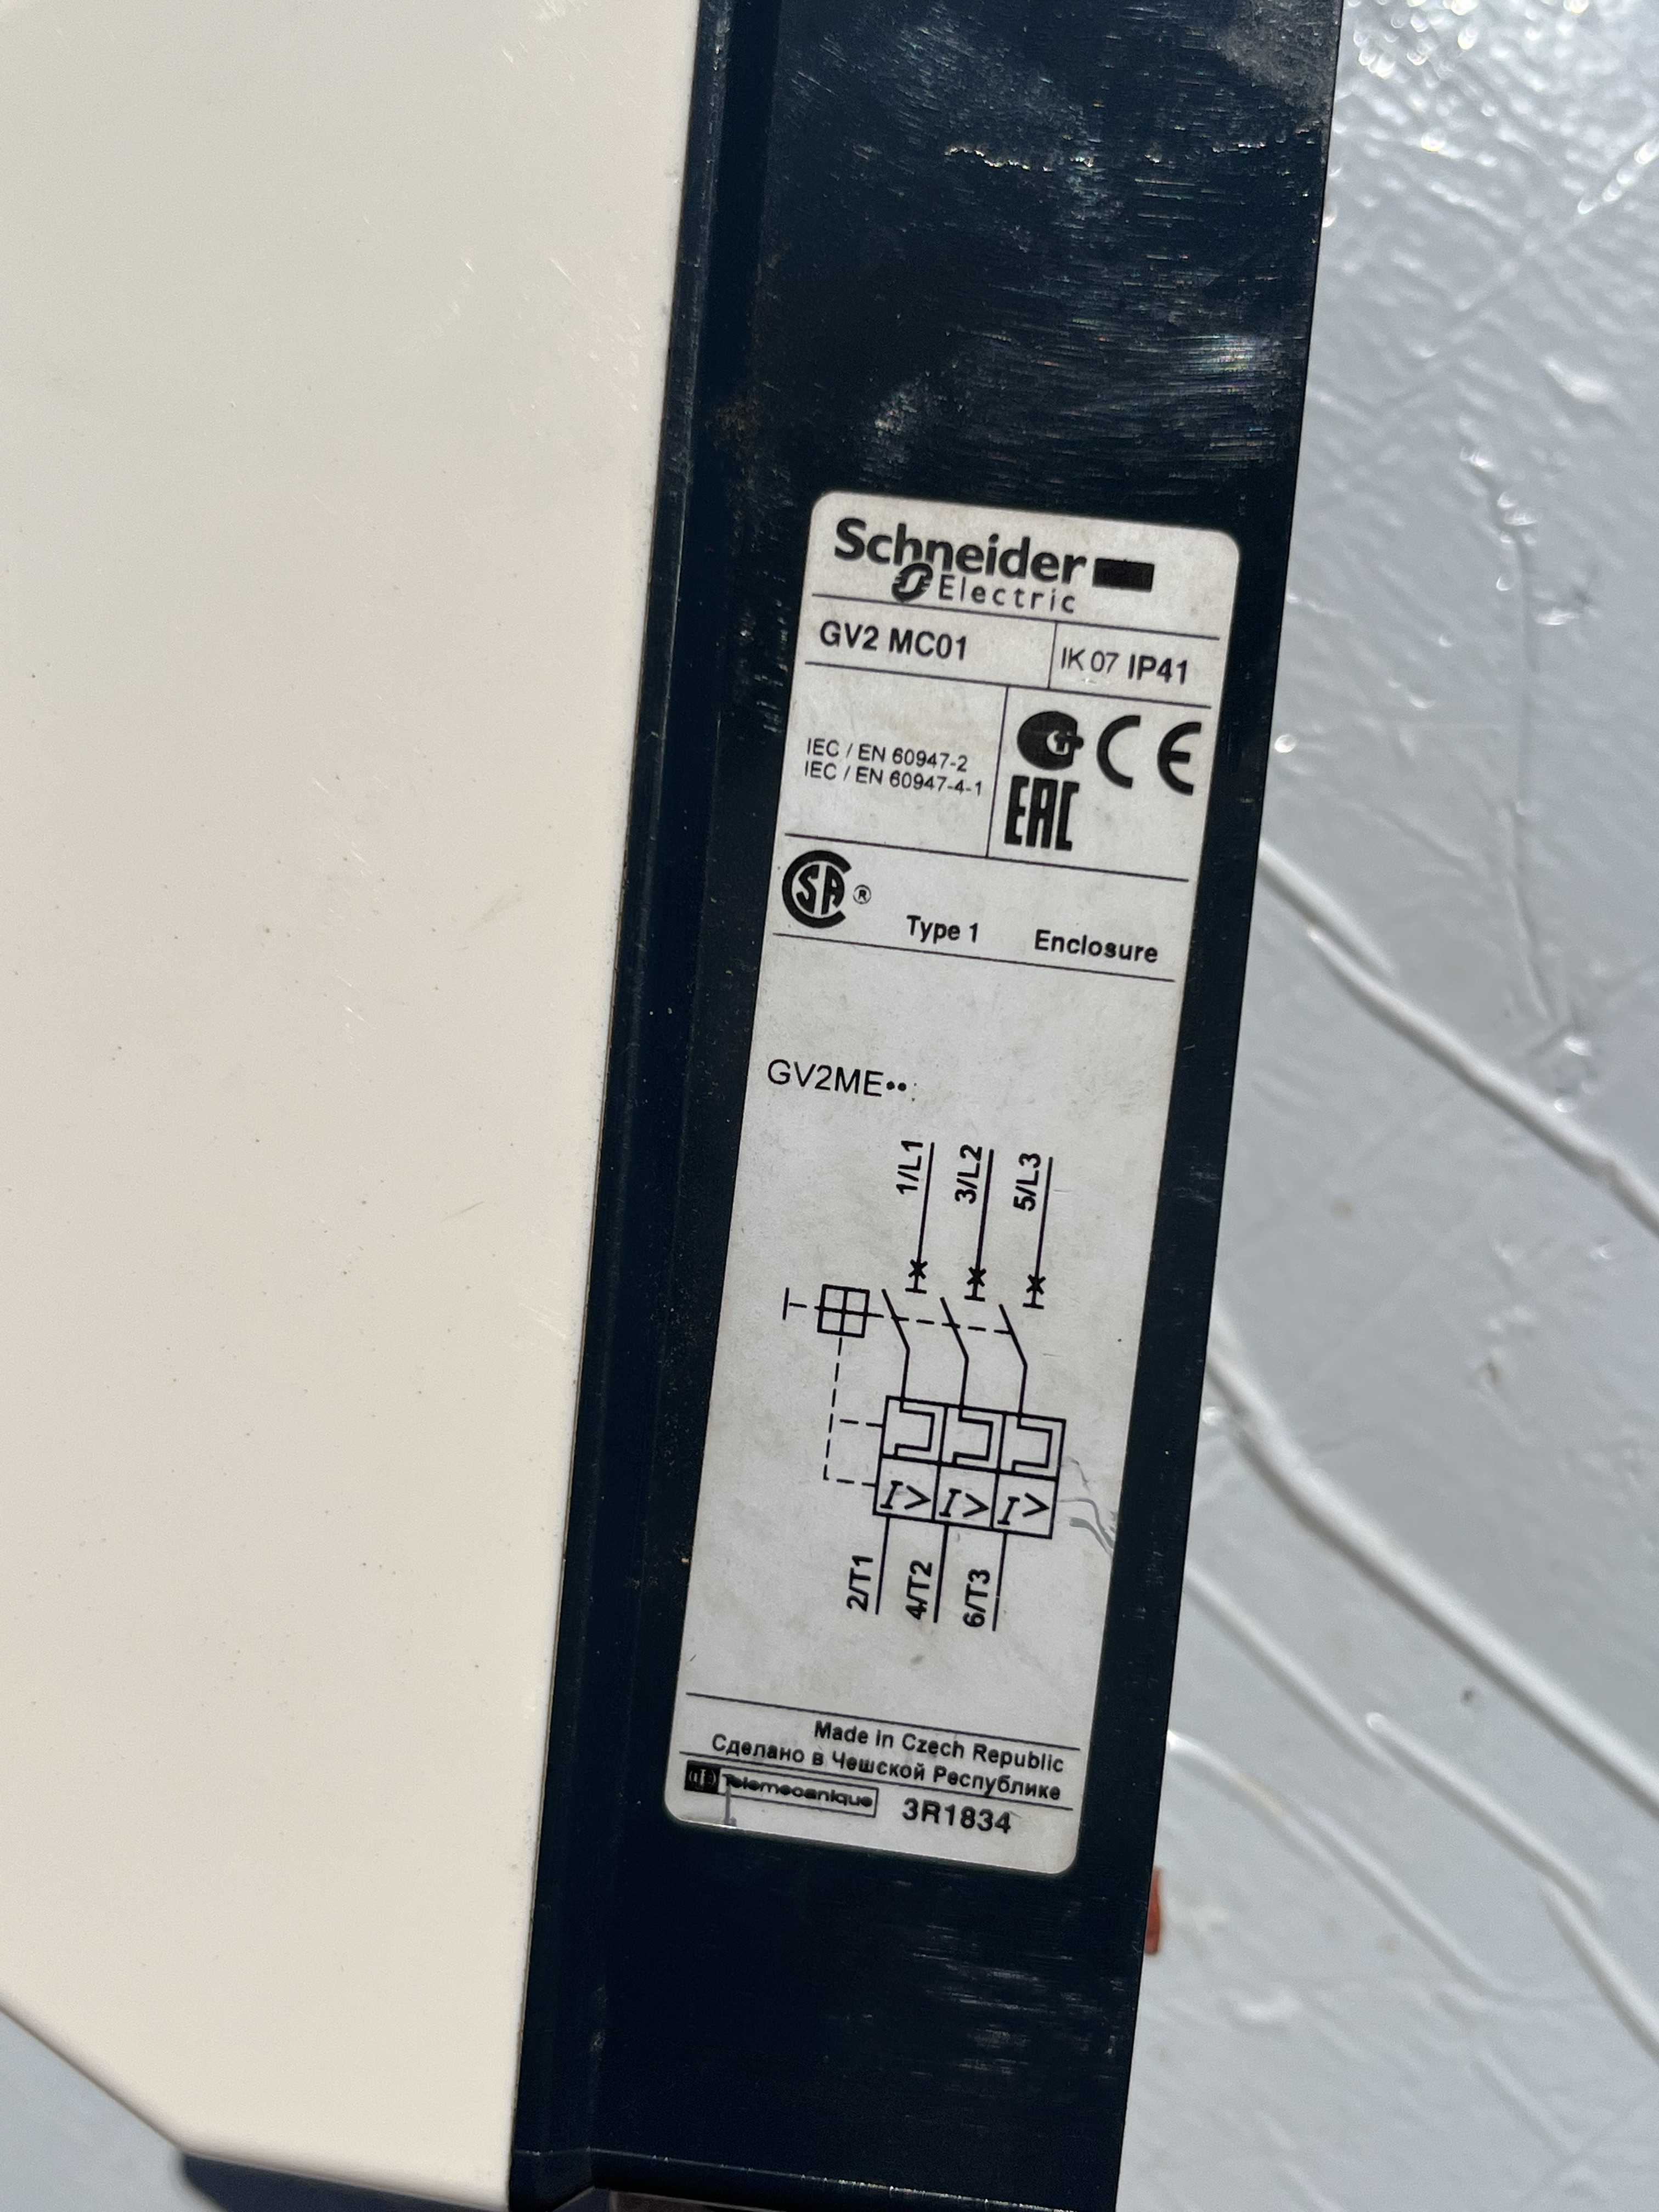 Schneider
Electric
GV2 MC01
IK 07 IP41
IEC / EN 60947-2
IEC / EN 60947-4-1
CE
EAC
SA ®
Type 1 Enclosure
GV2ME••
1/L1
3/L2
5/L3
I>
I>
I>
2/T1
4/T2
6/T3
Made in Czech Republic
Сделано в Чешской Республике
Telemecanique
3R1834